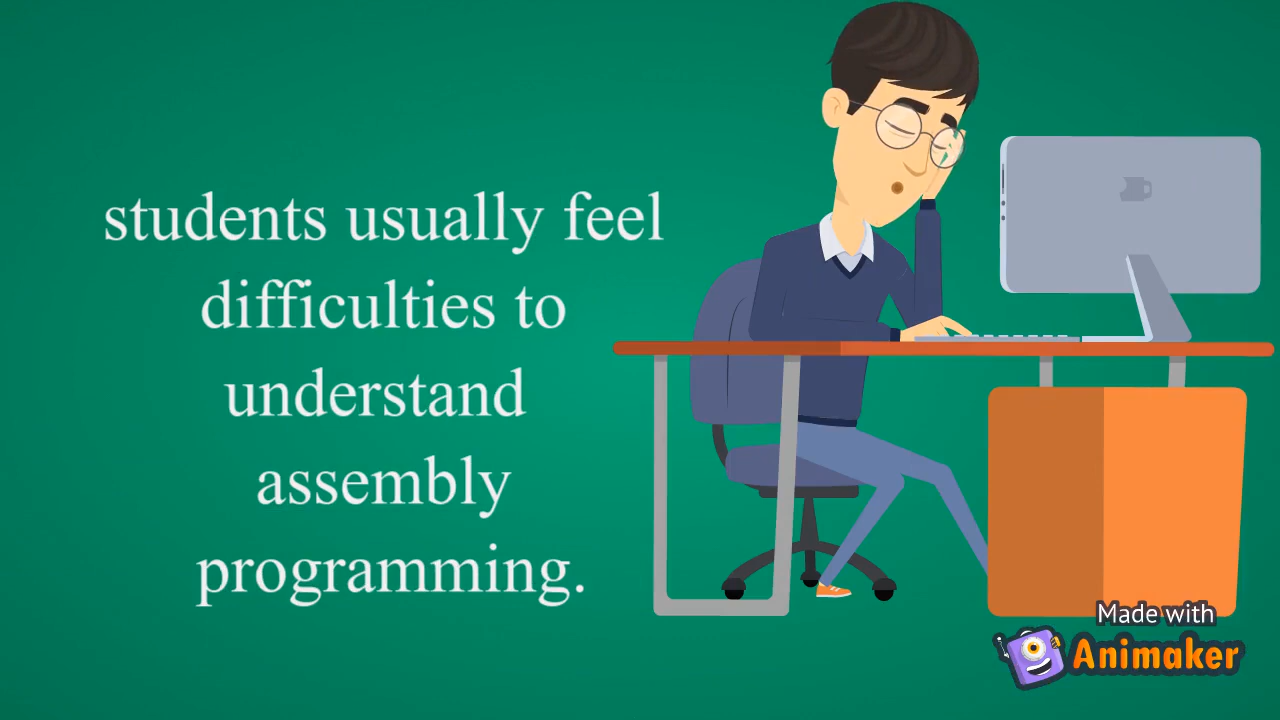 students usually feel
difficulties to
understand
assembly
programming.
Made with
Animaker